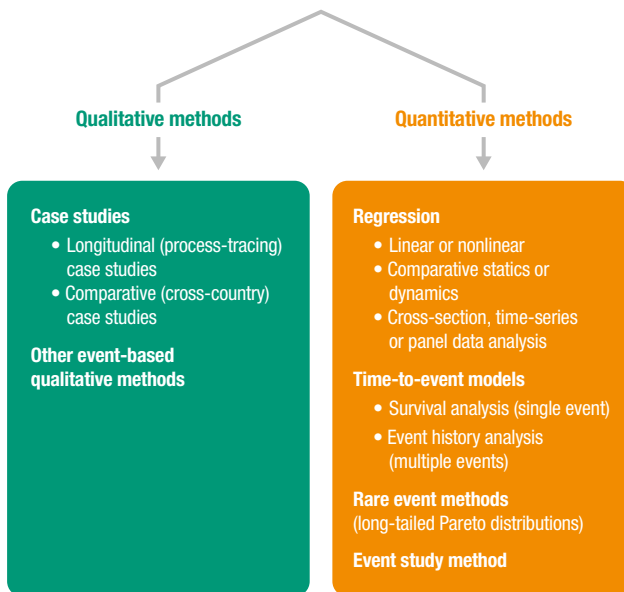 Qualitative methods
Quantitative methods
Case studies
• Longitudinal (process-tracing)
case studies
• Comparative (cross-country)
case studies
Other event-based
qualitative methods
Regression
• Linear or nonlinear
• Comparative statics or
dynamics
• Cross-section, time-series
or panel data analysis
Time-to-event models
• Survival analysis (single event)
• Event history analysis
(multiple events)
Rare event methods
(long-tailed Pareto distributions)
Event study method